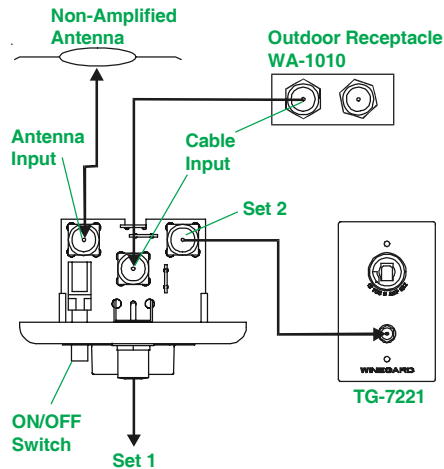 Non-Amplified
Antenna
Outdoor Receptacle
WA-1010
Antenna
Input
Cable
Input
Set 2
WINEGARD
TG-7221
ON/OFF
Switch
Set 1